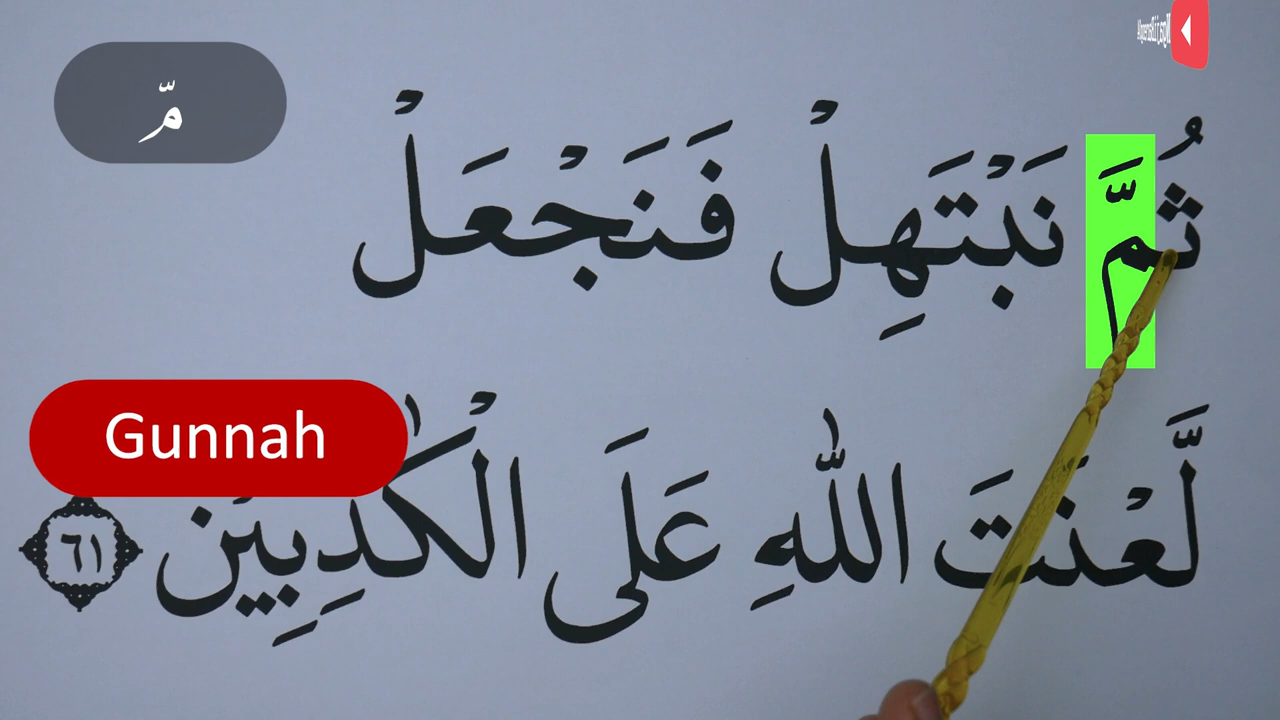 مّ
ثُمَّ نَبْتَهِلْ فَنَجْعَلْ
Gunnah
لَّعْنَتَ اللّٰهِ عَلَى الْكٰذِبِيْنَ ٦١